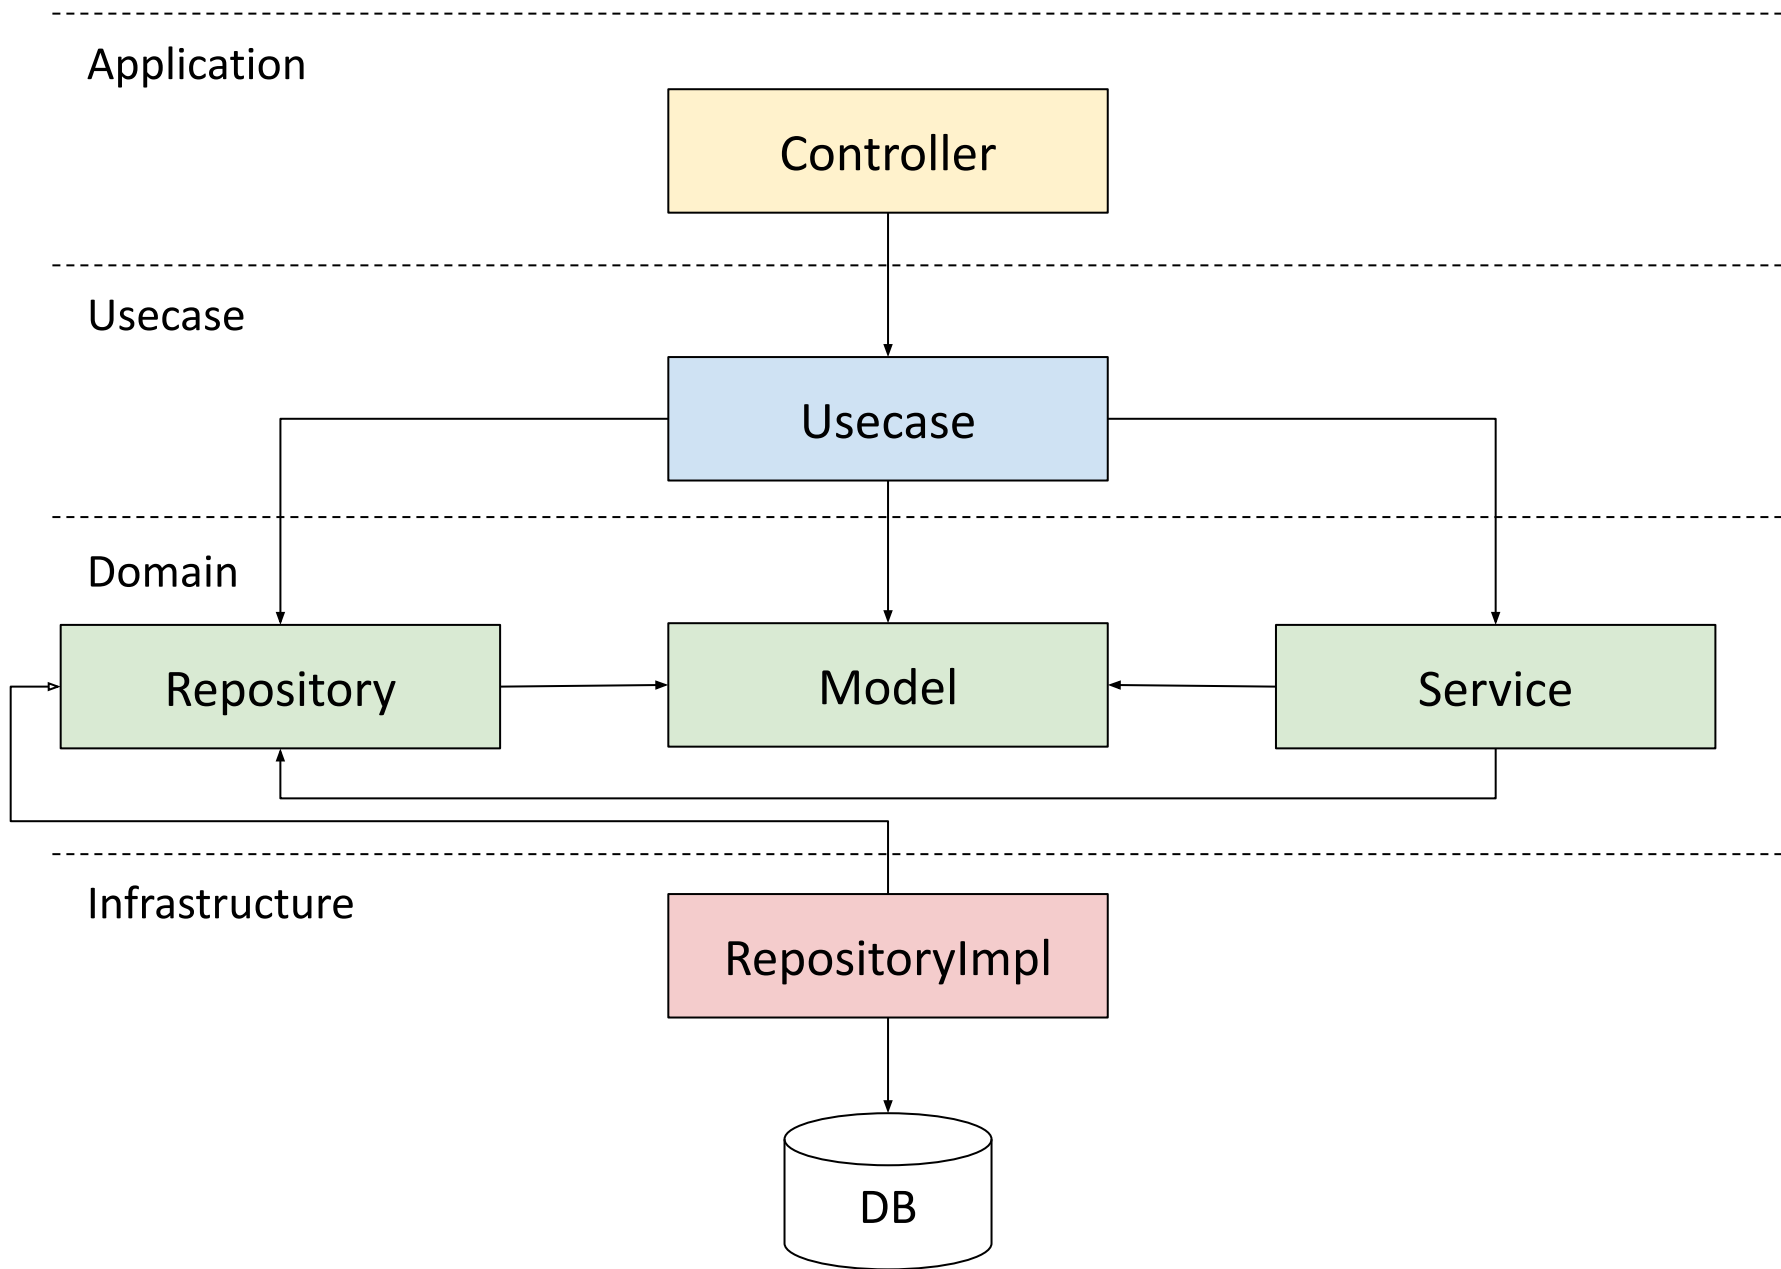 Application
Controller
Usecase
Usecase
Domain
Repository
Model
Service
Infrastructure
RepositoryImpl
DB